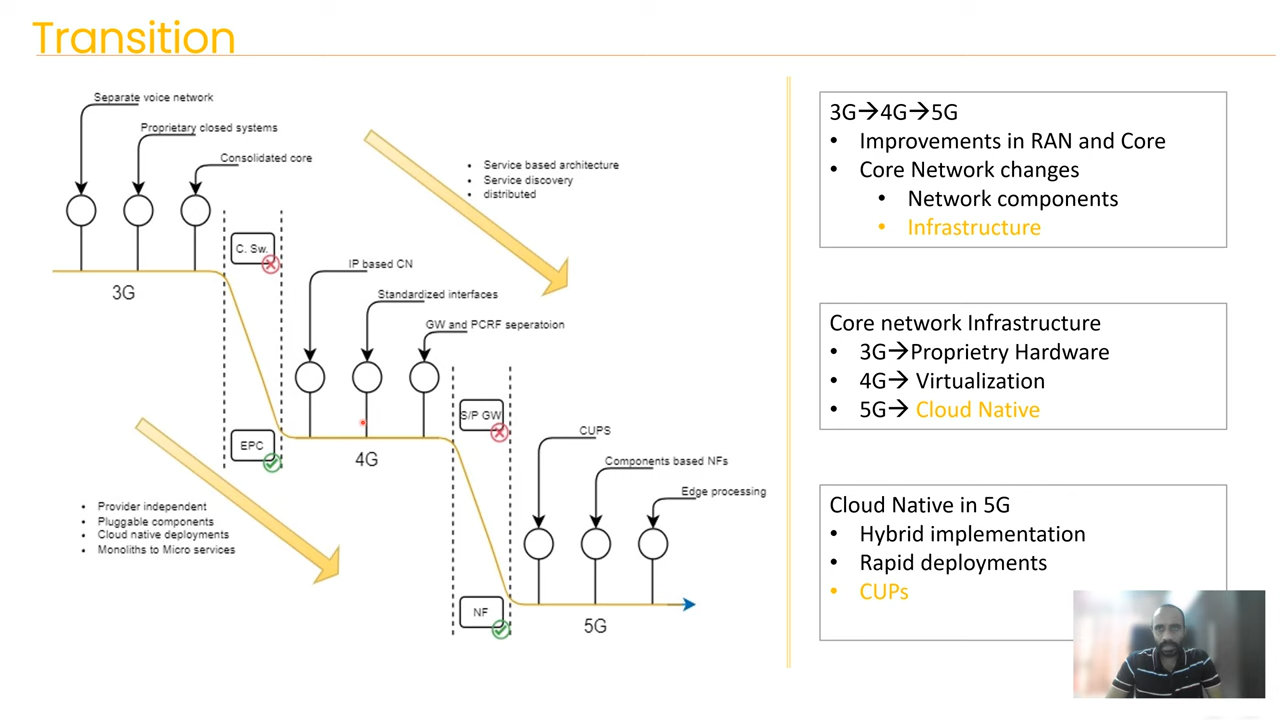 Transition
Separate voice network
Proprietary closed systems
Consolidated core
C. Sw.
3G
Service based architecture
Service discovery
distributed
IP based CN
Standardized interfaces
GW and PCRF seperatoion
EPC
4G
S/P GW
Provider independent
Pluggable components
Cloud native deployments
Monoliths to Micro services
CUPS
Components based NFs
Edge processing
NF
5G
3G→4G→5G
• Improvements in RAN and Core
• Core Network changes
• Network components
• Infrastructure
Core network Infrastructure
• 3G→Proprietry Hardware
• 4G→ Virtualization
• 5G→ Cloud Native
Cloud Native in 5G
• Hybrid implementation
• Rapid deployments
• CUPs